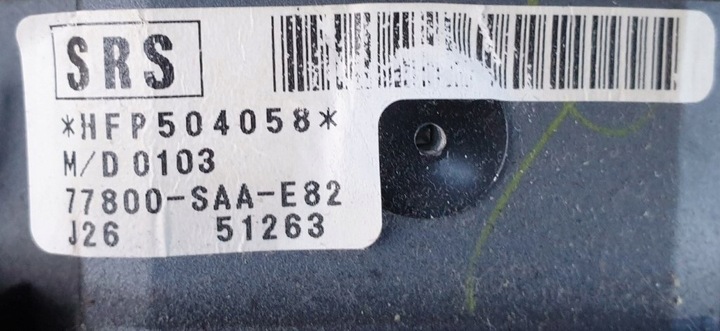 SRS
*HFP504058*
M/D 0103
77800-SAA-E82
J26 51263